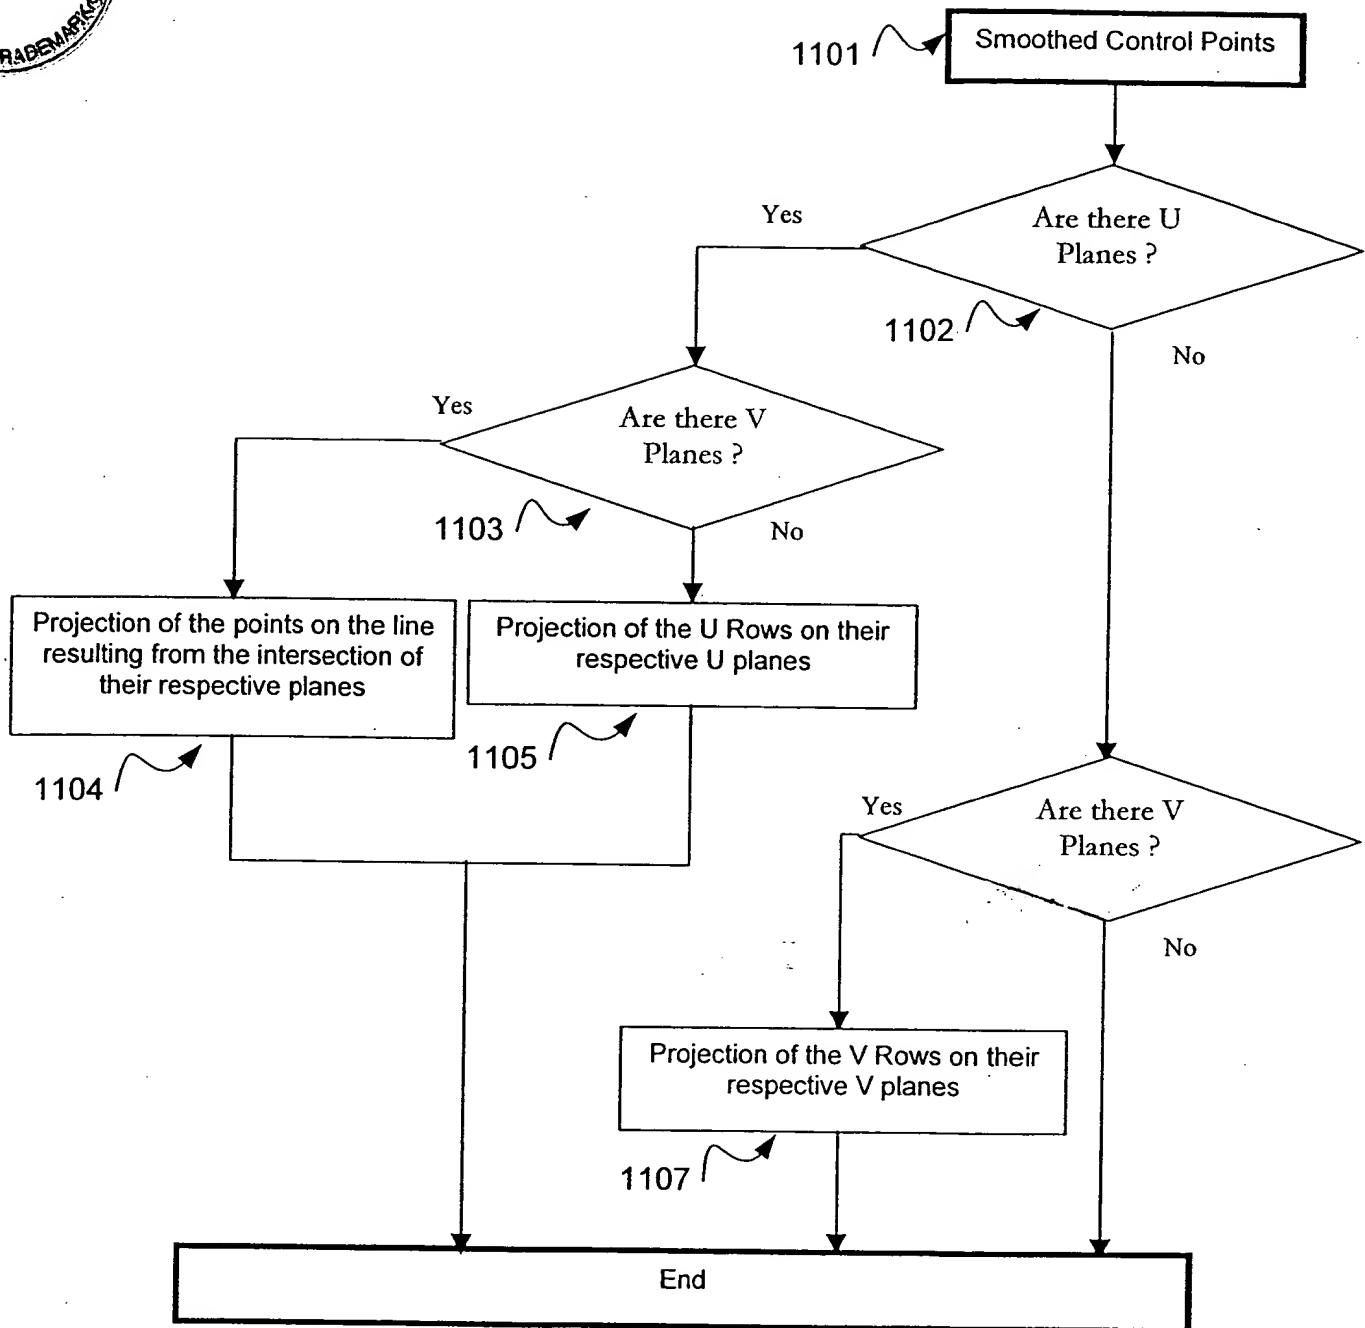 RADEMARKS
1101
Smoothed Control Points
Yes
Are there U
Planes ?
1102
No
Yes
Are there V
Planes ?
1103
No
Projection of the points on the line
resulting from the intersection of
their respective planes
Projection of the U Rows on their
respective U planes
1104
1105
Yes
Are there V
Planes ?
No
Projection of the V Rows on their
respective V planes
1107
End